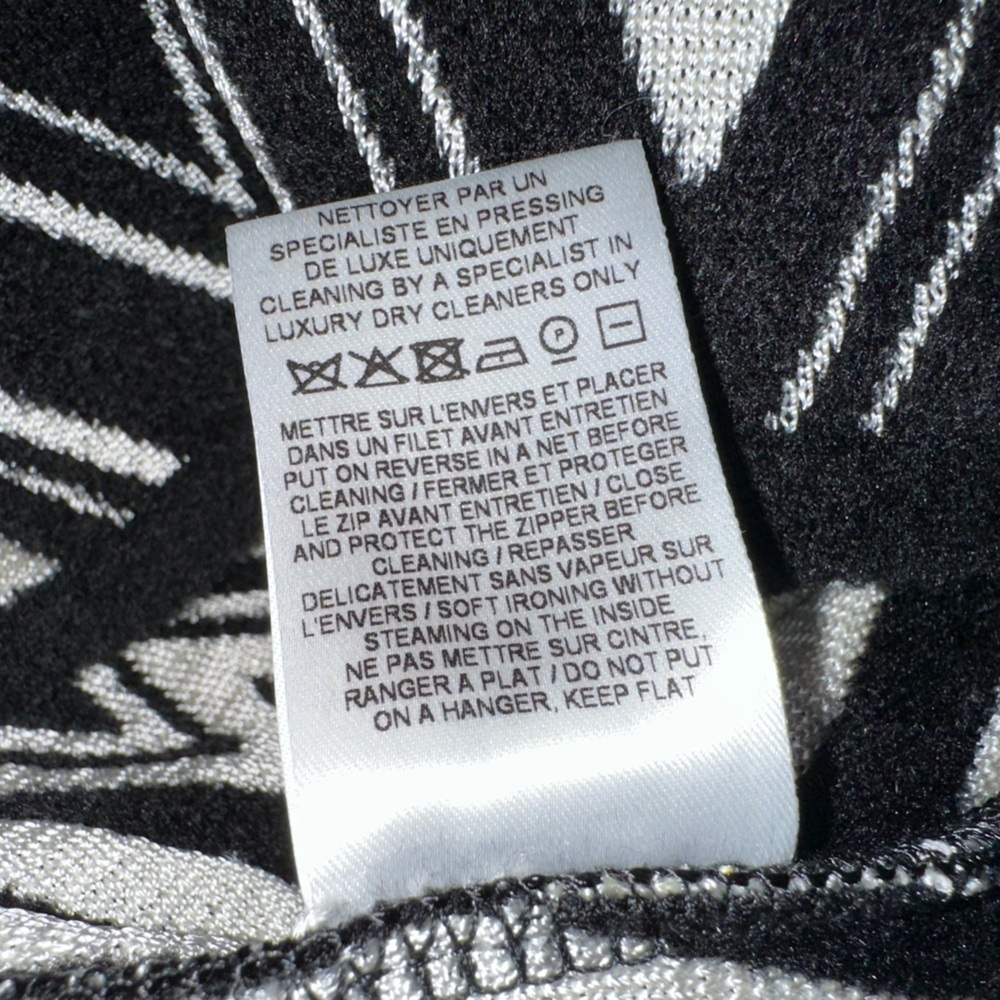 NETTOYER PAR UN
SPECIALISTE EN PRESSING
DE LUXE UNIQUEMENT
CLEANING BY A SPECIALIST IN
LUXURY DRY CLEANERS ONLY
P
METTRE SUR L'ENVERS ET PLACER
DANS UN FILET AVANT ENTRETIEN
PUT ON REVERSE IN A NET BEFORE
CLEANING / FERMER ET PROTEGER
LE ZIP AVANT ENTRETIEN / CLOSE
AND PROTECT THE ZIPPER BEFORE
CLEANING / REPASSER
DELICATEMENT SANS VAPEUR SUR
L'ENVERS / SOFT IRONING WITHOUT
STEAMING ON THE INSIDE
NE PAS METTRE SUR CINTRE,
RANGER A PLAT / DO NOT PUT
ON A HANGER, KEEP FLAT